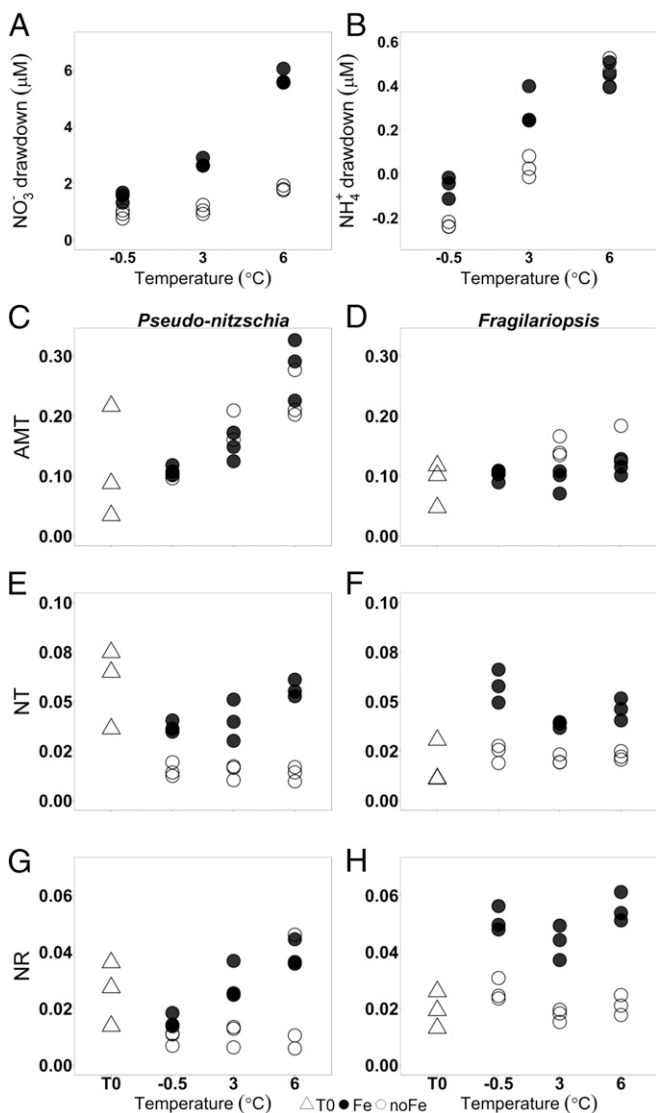 A
B
NO₃⁻ drawdown (μM)
6
4
2
0
-0.5 3 6
Temperature (°C)
NH₄⁺ drawdown (μM)
0.6
0.4
0.2
0.0
-0.2
-0.5 3 6
Temperature (°C)
C Pseudo-nitzschia
D Fragilariopsis
AMT
0.30
0.20
0.10
0.00
0.30
0.20
0.10
0.00
E
F
NT
0.10
0.08
0.05
0.02
0.00
0.10
0.08
0.05
0.02
0.00
G
H
NR
0.06
0.04
0.02
0.00
0.06
0.04
0.02
0.00
T0 -0.5 3 6
Temperature (°C)
T0 -0.5 3 6
Temperature (°C)
T0 Fe noFe